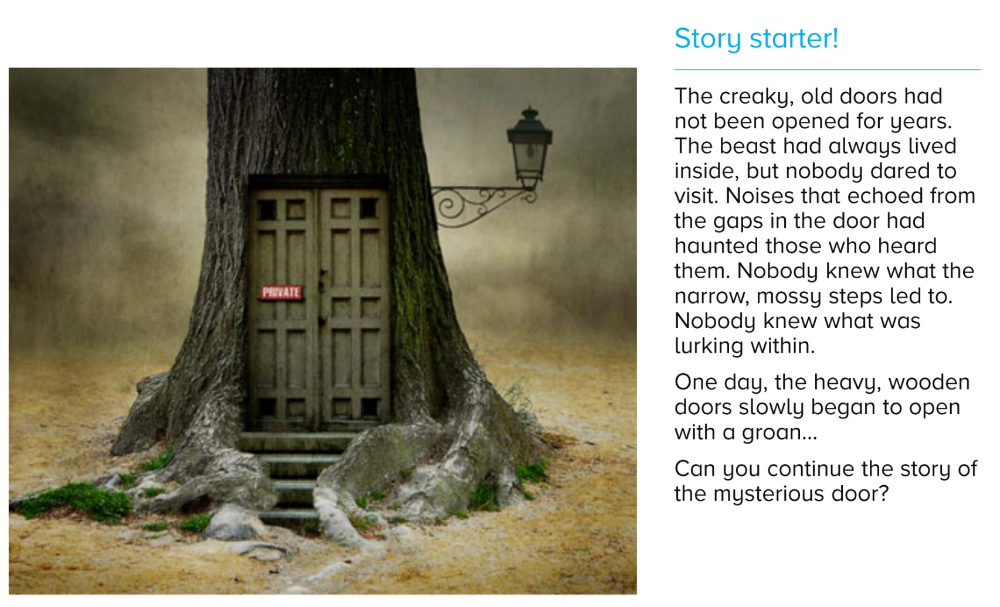 Story starter!
The creaky, old doors had
not been opened for years.
The beast had always lived
inside, but nobody dared to
visit. Noises that echoed from
the gaps in the door had
haunted those who heard
them. Nobody knew what the
narrow, mossy steps led to.
Nobody knew what was
lurking within.
One day, the heavy, wooden
doors slowly began to open
with a groan...
Can you continue the story of
the mysterious door?
PRIVATE